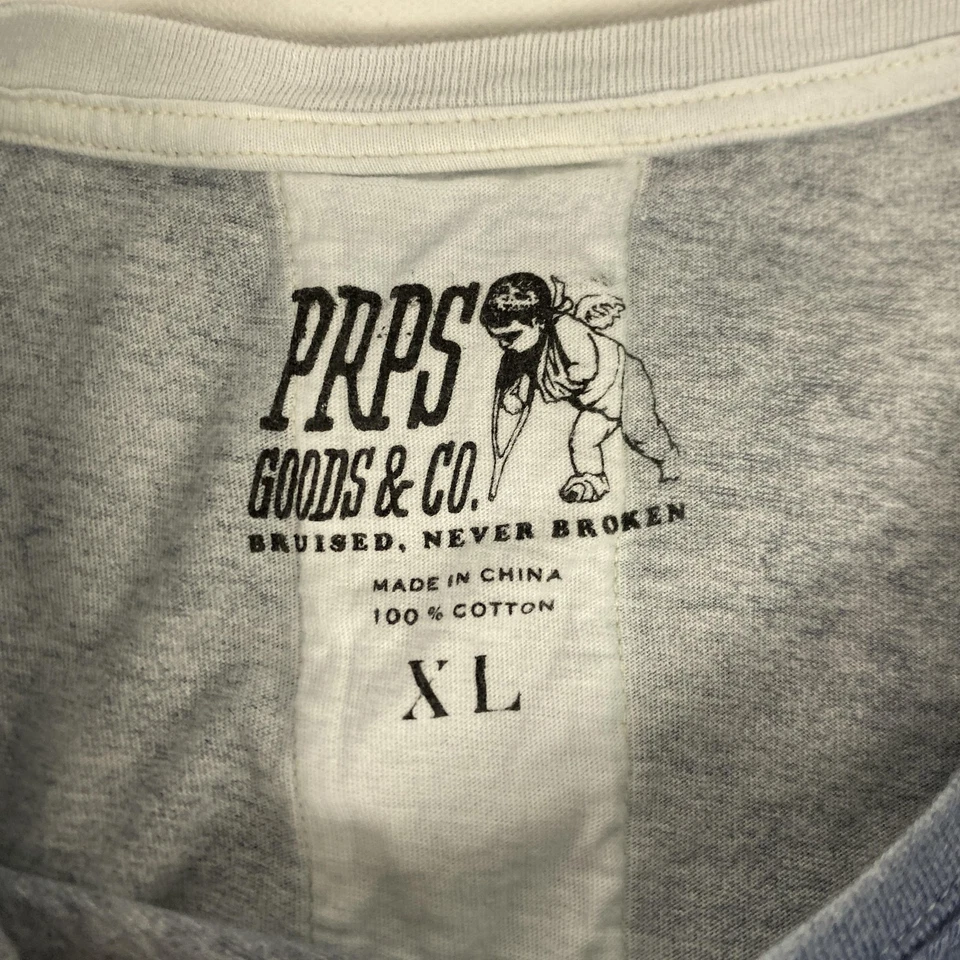 PRPS
GOODS & CO.
BRUISED, NEVER BROKEN
MADE IN CHINA
100 % COTTON
XL